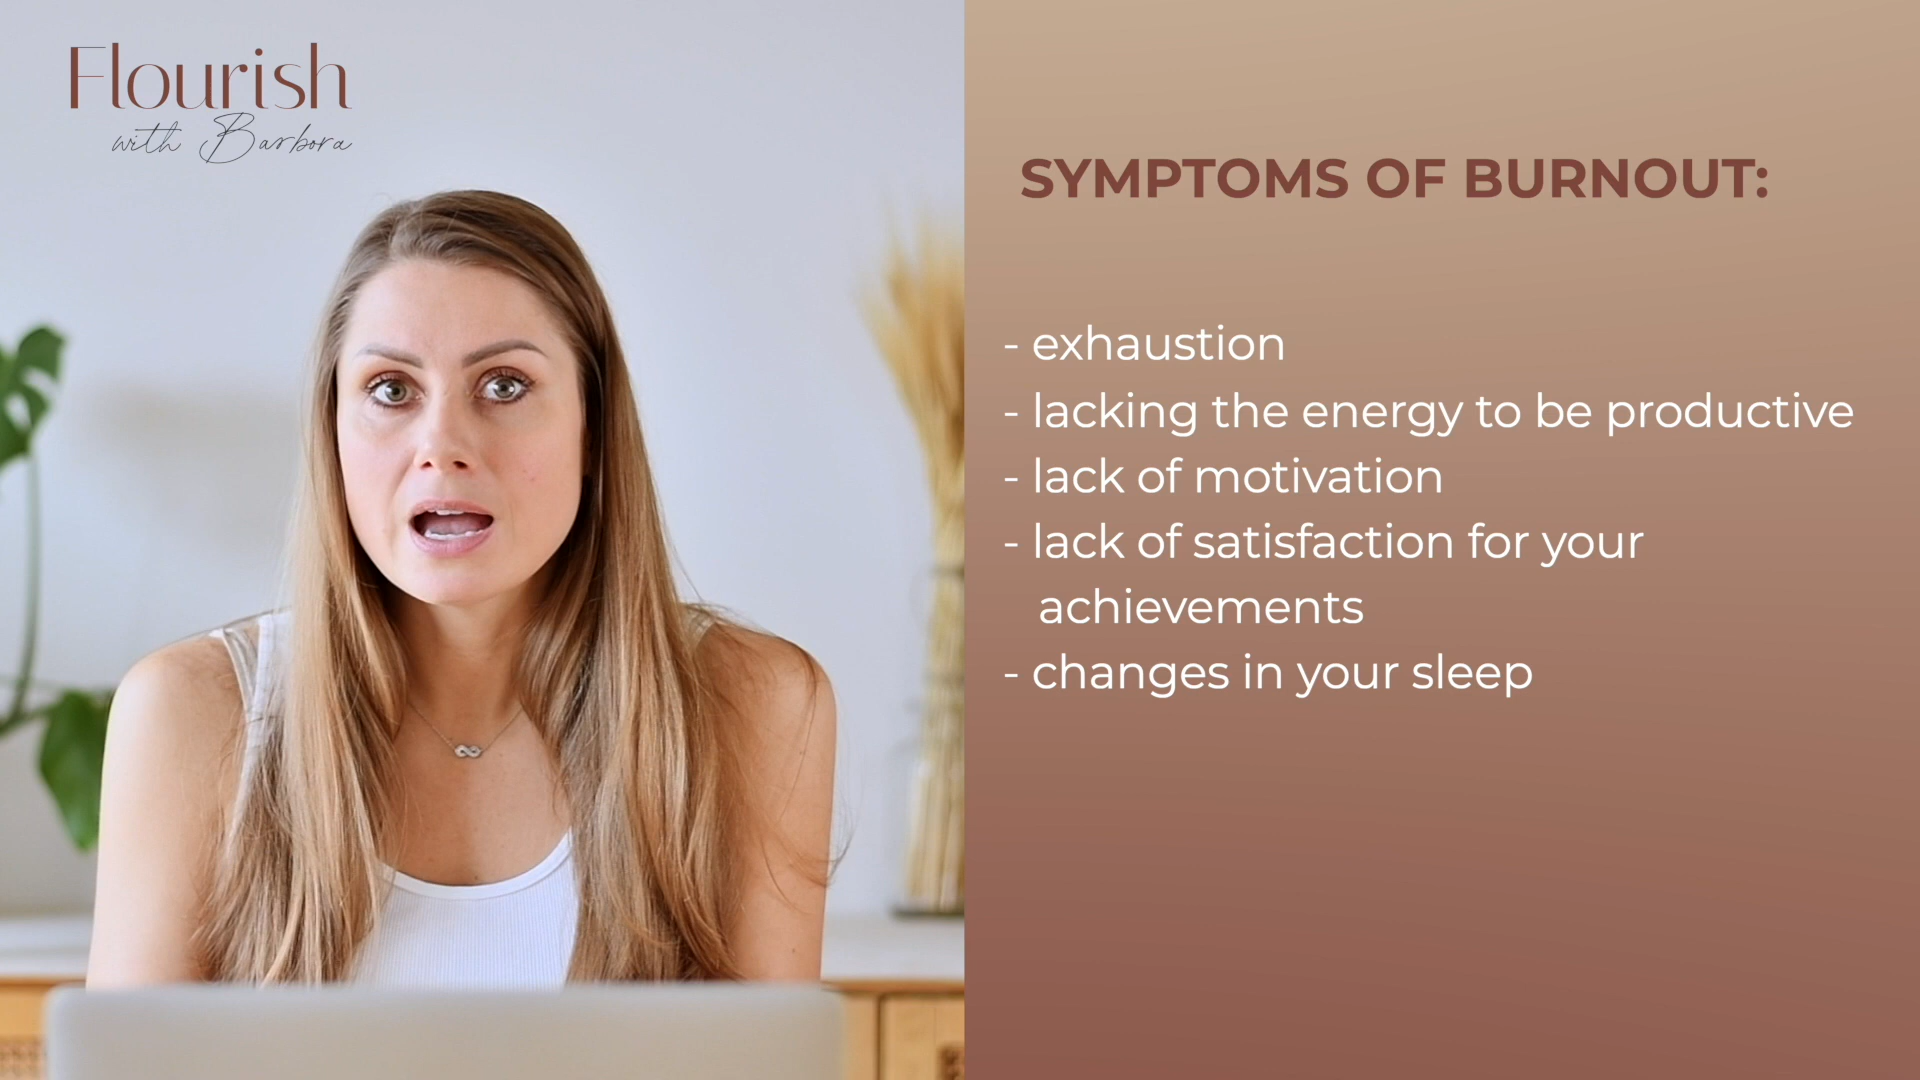 Flourish
with Barbora
SYMPTOMS OF BURNOUT:
- exhaustion
- lacking the energy to be productive
- lack of motivation
- lack of satisfaction for your
achievements
- changes in your sleep